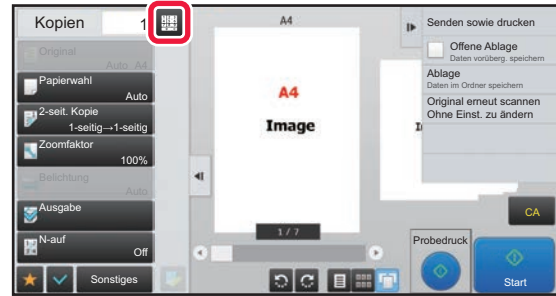 Kopien 1
Original
Auto. A4
Papierwahl
Auto
2-seit. Kopie
1-seitig→1-seitig
Zoomfaktor
100%
Belichtung
Auto
Ausgabe
N-auf
Off
Sonstiges
A4
A4
Image
1 / 7
Senden sowie drucken
Offene Ablage
Daten vorüberg. speichern
Ablage
Daten im Ordner speichern
Original erneut scannen
Ohne Einst. zu ändern
CA
Probedruck
Start